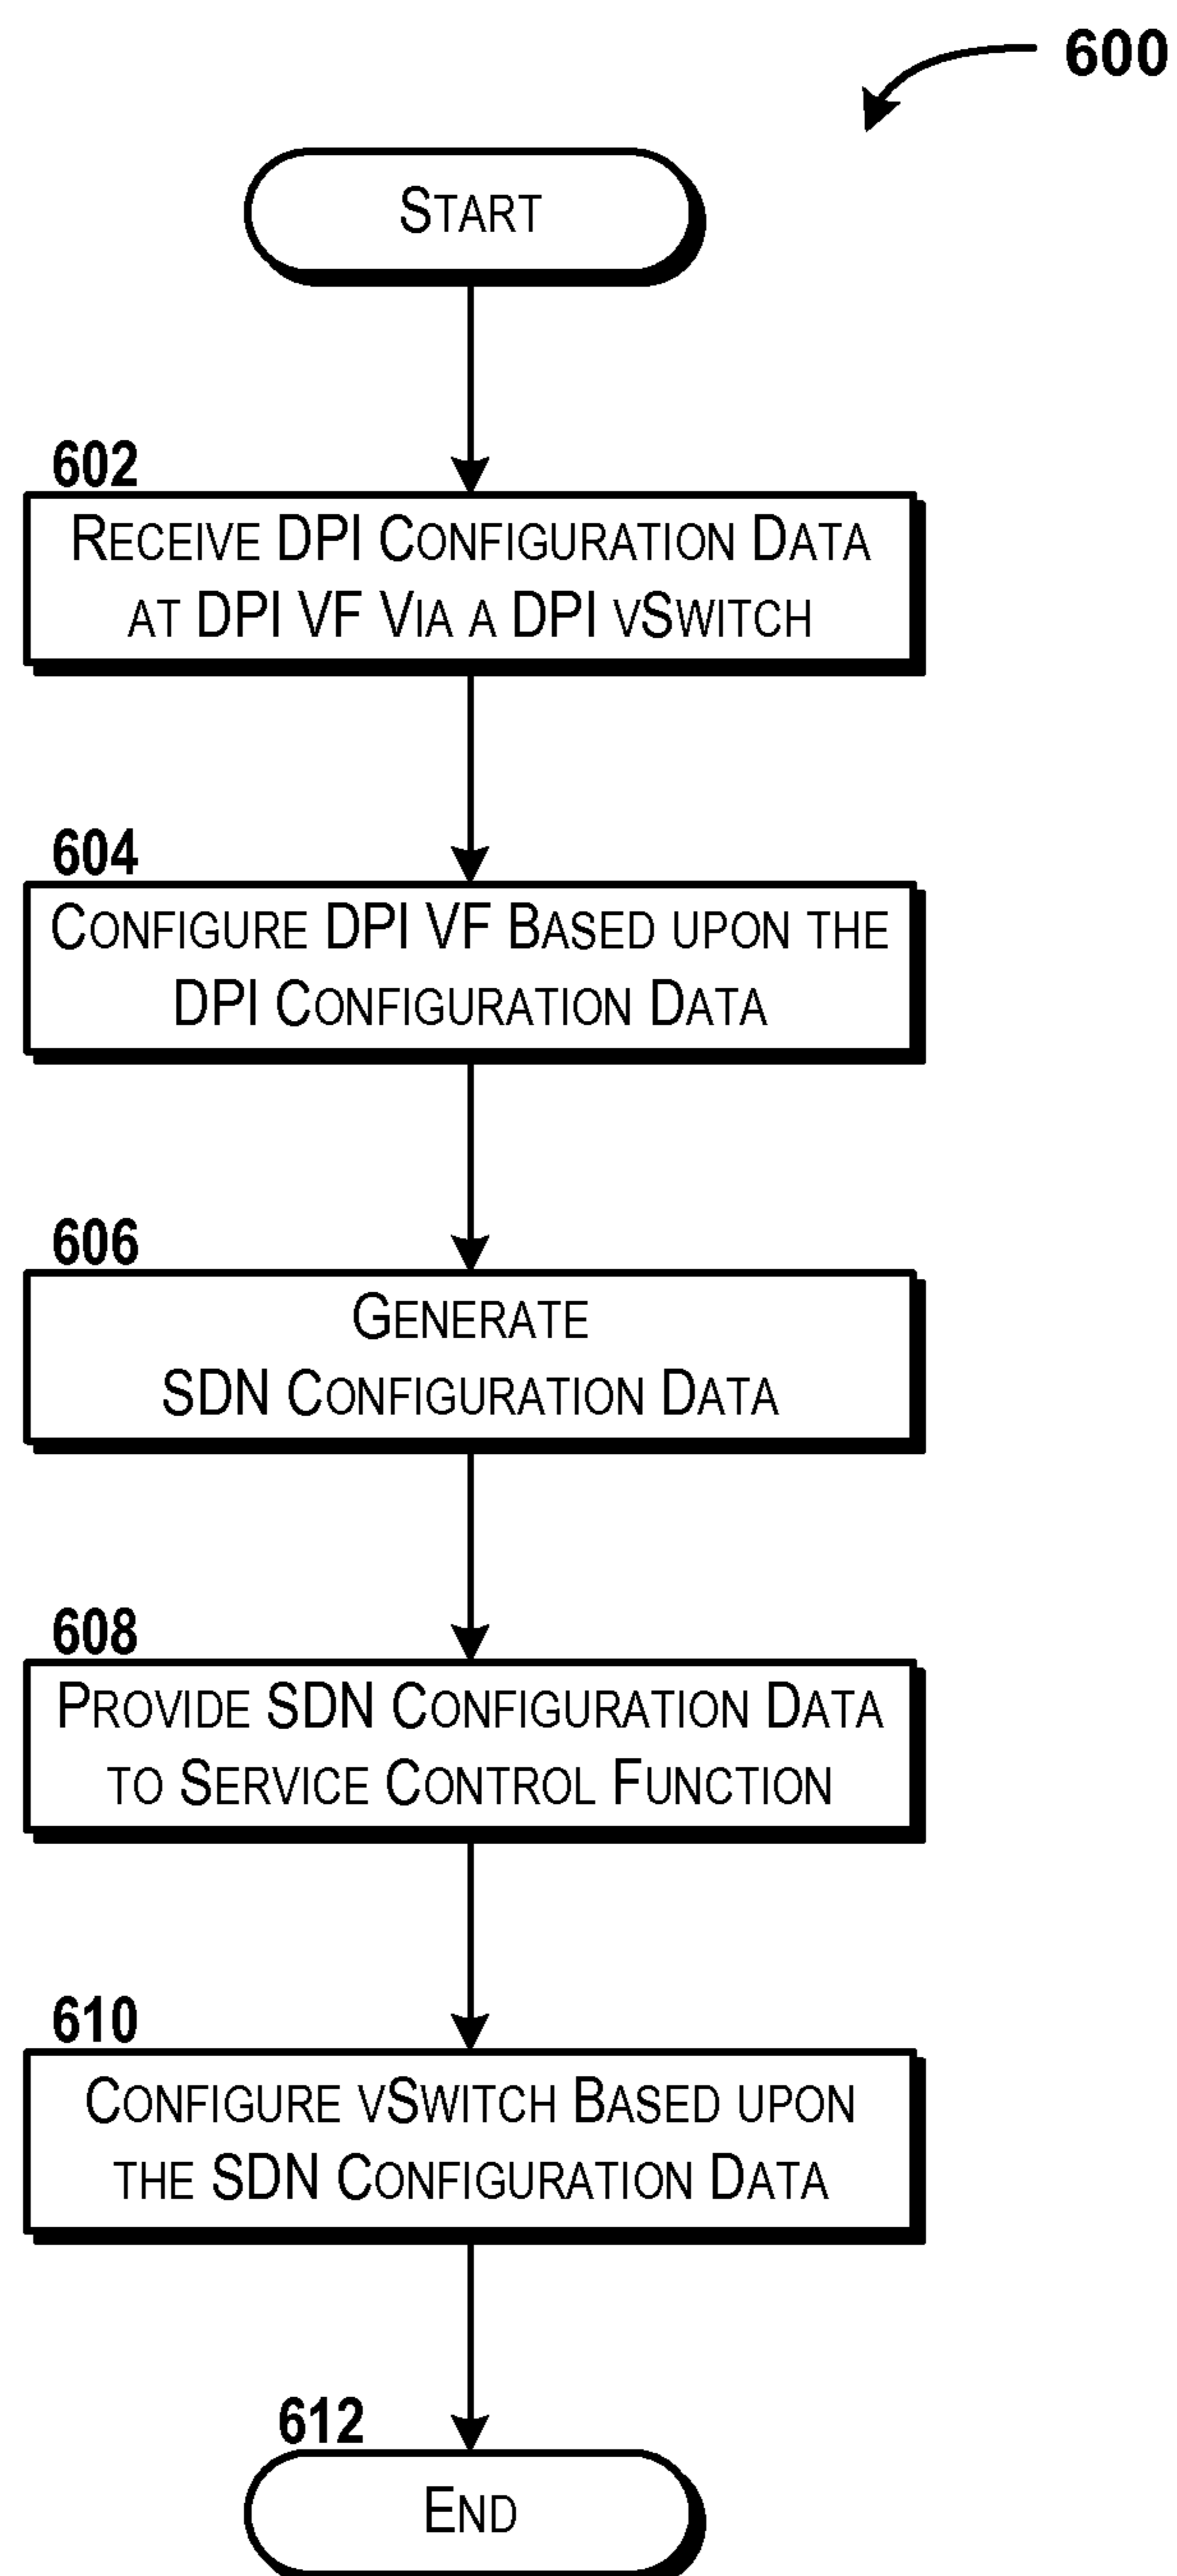 600
START
602
RECEIVE DPI CONFIGURATION DATA
AT DPI VF VIA A DPI VSWITCH
604
CONFIGURE DPI VF BASED UPON THE
DPI CONFIGURATION DATA
606
GENERATE
SDN CONFIGURATION DATA
608
PROVIDE SDN CONFIGURATION DATA
TO SERVICE CONTROL FUNCTION
610
CONFIGURE VSWITCH BASED UPON
THE SDN CONFIGURATION DATA
612
END